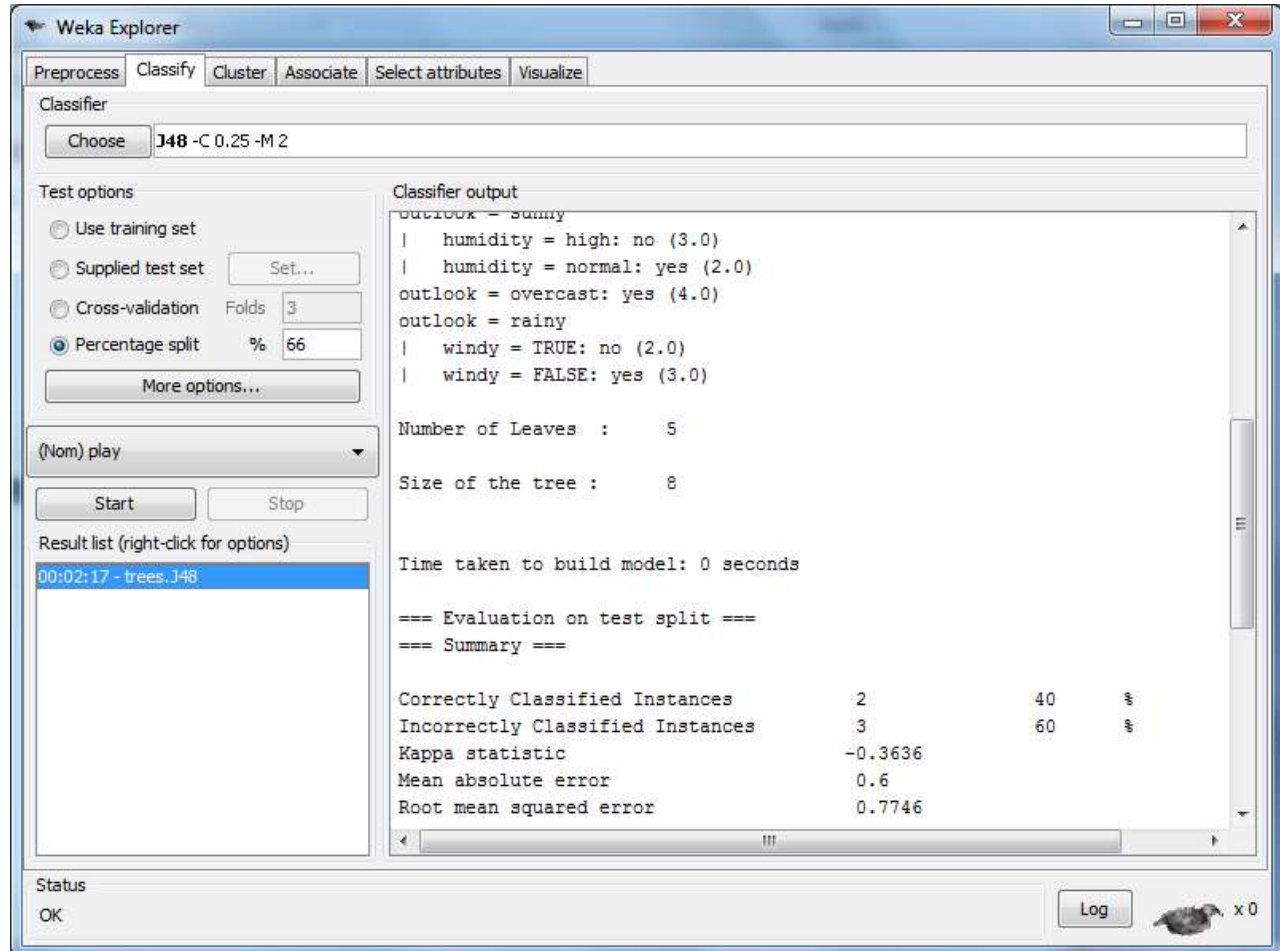 Weka Explorer
Preprocess Classify Cluster Associate Select attributes Visualize
Classifier
Choose J48 -C 0.25 -M 2
Test options
Use training set
Supplied test set Set...
Cross-validation Folds 3
Percentage split % 66
More options...
(Nom) play
Start Stop
Result list (right-click for options)
00:02:17 - trees.J48
Classifier output
outlook = sunny
| humidity = high: no (3.0)
| humidity = normal: yes (2.0)
outlook = overcast: yes (4.0)
outlook = rainy
| windy = TRUE: no (2.0)
| windy = FALSE: yes (3.0)
Number of Leaves : 5
Size of the tree : 8
Time taken to build model: 0 seconds
=== Evaluation on test split ===
=== Summary ===
Correctly Classified Instances 2 40 %
Incorrectly Classified Instances 3 60 %
Kappa statistic -0.3636
Mean absolute error 0.6
Root mean squared error 0.7746
Status
OK
Log x 0